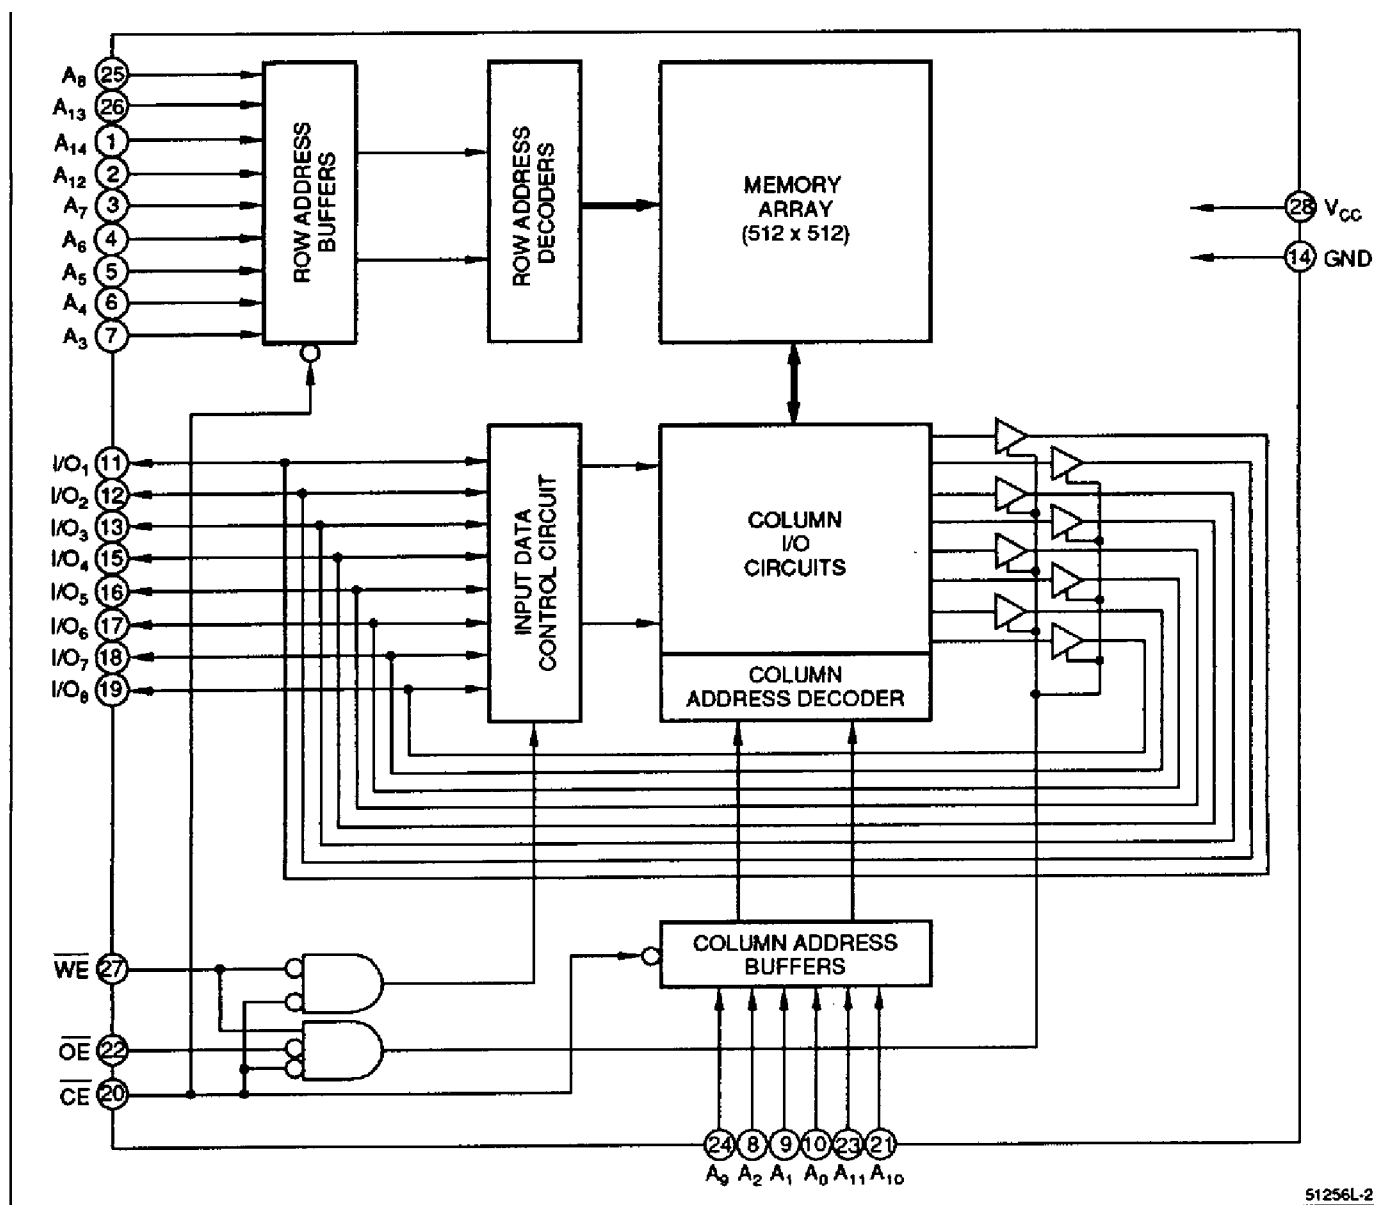 A8 25
A13 26
A14 1
A12 2
A7 3
A6 4
A5 5
A4 6
A3 7
ROW ADDRESS
BUFFERS
ROW ADDRESS
DECODERS
MEMORY
ARRAY
(512 x 512)
28 VCC
14 GND
I/O1 11
I/O2 12
I/O3 13
I/O4 15
I/O5 16
I/O6 17
I/O7 18
I/O8 19
INPUT DATA
CONTROL CIRCUIT
COLUMN
I/O
CIRCUITS
COLUMN
ADDRESS DECODER
COLUMN ADDRESS
BUFFERS
W̅E̅ 27
O̅E̅ 22
C̅E̅ 20
24 8 9 10 23 21
A9 A2 A1 A0 A11 A10
51256L-2